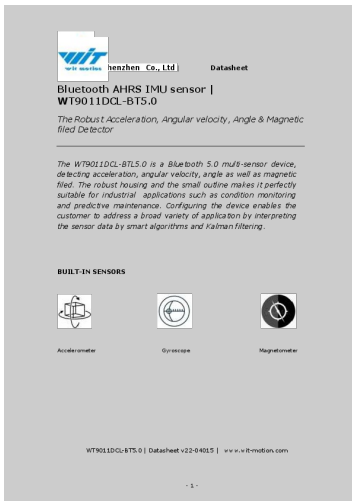 WIT
wit motion
henzhen Co., Ltd |
Datasheet
Bluetooth AHRS IMU sensor |
WT9011DCL-BT5.0
The Robust Acceleration, Angular velocity, Angle & Magnetic
filed Detector
The WT9011DCL-BTL5.0 is a Bluetooth 5.0 multi-sensor device,
detecting acceleration, angular velocity, angle as well as magnetic
filed. The robust housing and the small outline makes it perfectly
suitable for industrial applications such as condition monitoring
and predictive maintenance. Configuring the device enables the
customer to address a broad variety of application by interpreting
the sensor data by smart algorithms and Kalman filtering.
BUILT-IN SENSORS
Accelerometer
Gyroscope
Magnetometer
WT9011DCL-BT5.0 | Datasheet v22-04015 | www.wit-motion.com
- 1 -